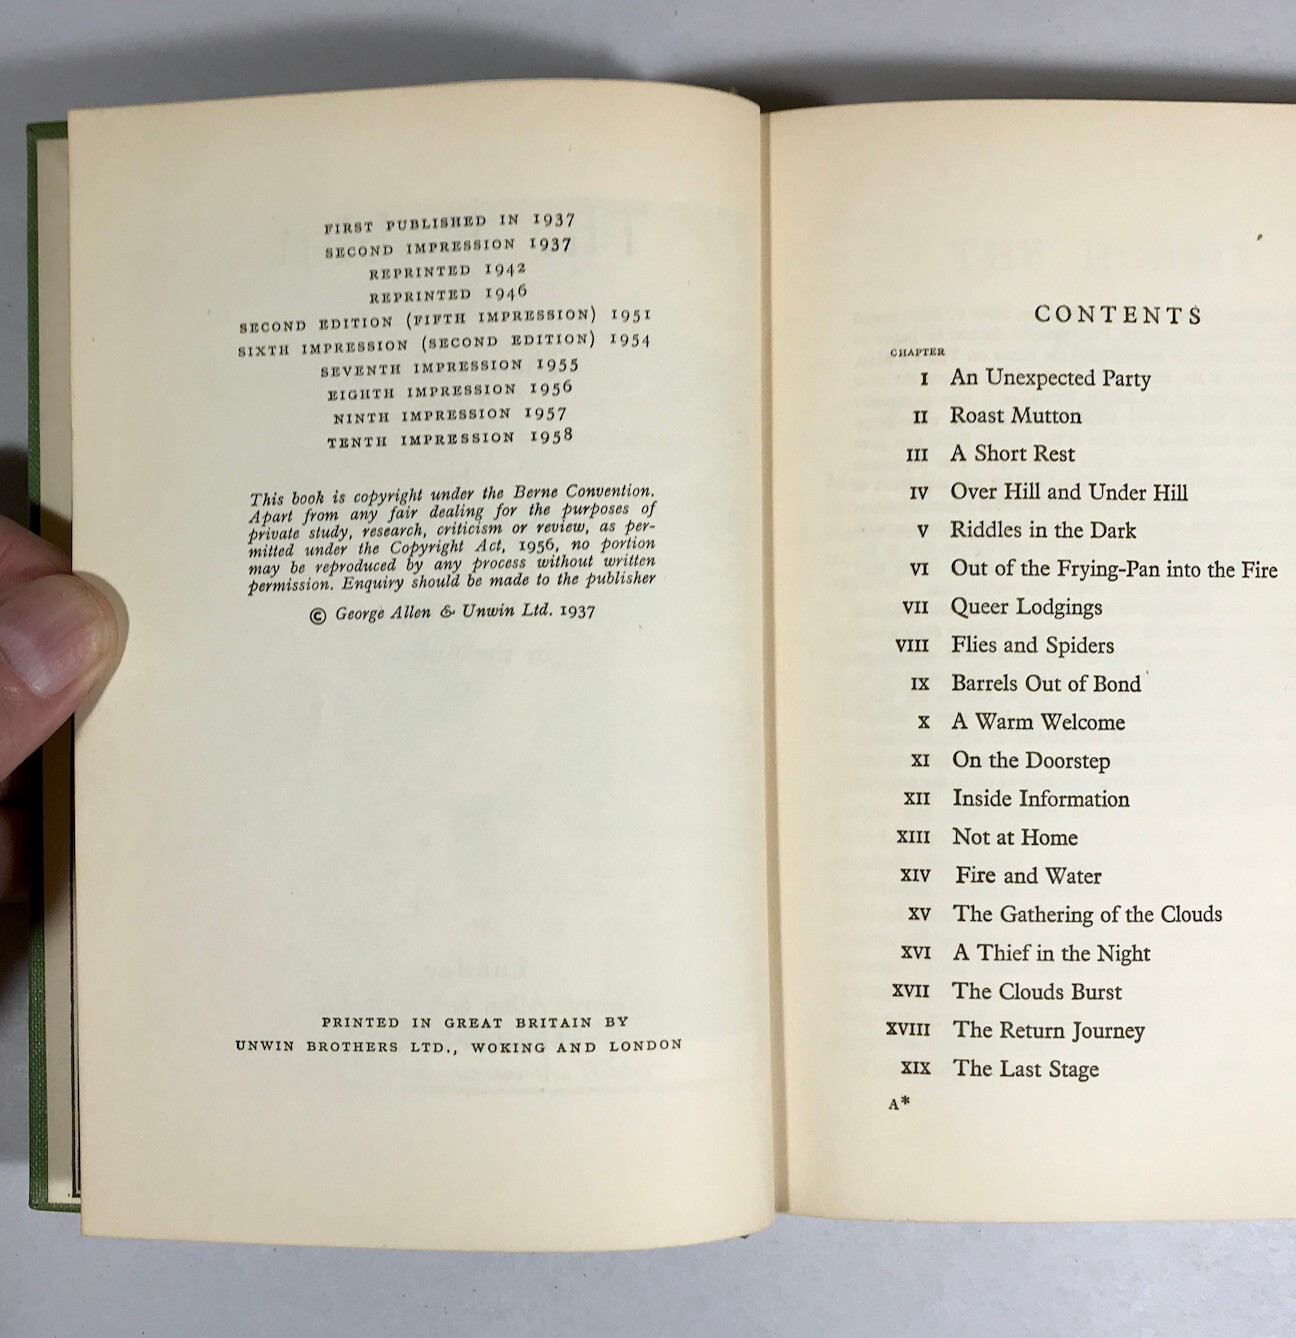 FIRST PUBLISHED IN 1937
SECOND IMPRESSION 1937
REPRINTED 1942
REPRINTED 1946
SECOND EDITION (FIFTH IMPRESSION) 1951
SIXTH IMPRESSION (SECOND EDITION) 1954
SEVENTH IMPRESSION 1955
EIGHTH IMPRESSION 1956
NINTH IMPRESSION 1957
TENTH IMPRESSION 1958
This book is copyright under the Berne Convention.
Apart from any fair dealing for the purposes of
private study, research, criticism or review, as per-
mitted under the Copyright Act, 1956, no portion
may be reproduced by any process without written
permission. Enquiry should be made to the publisher
© George Allen & Unwin Ltd. 1937
PRINTED IN GREAT BRITAIN BY
UNWIN BROTHERS LTD., WOKING AND LONDON
CONTENTS
CHAPTER
I An Unexpected Party
II Roast Mutton
III A Short Rest
IV Over Hill and Under Hill
V Riddles in the Dark
VI Out of the Frying-Pan into the Fire
VII Queer Lodgings
VIII Flies and Spiders
IX Barrels Out of Bond
X A Warm Welcome
XI On the Doorstep
XII Inside Information
XIII Not at Home
XIV Fire and Water
XV The Gathering of the Clouds
XVI A Thief in the Night
XVII The Clouds Burst
XVIII The Return Journey
XIX The Last Stage
A*